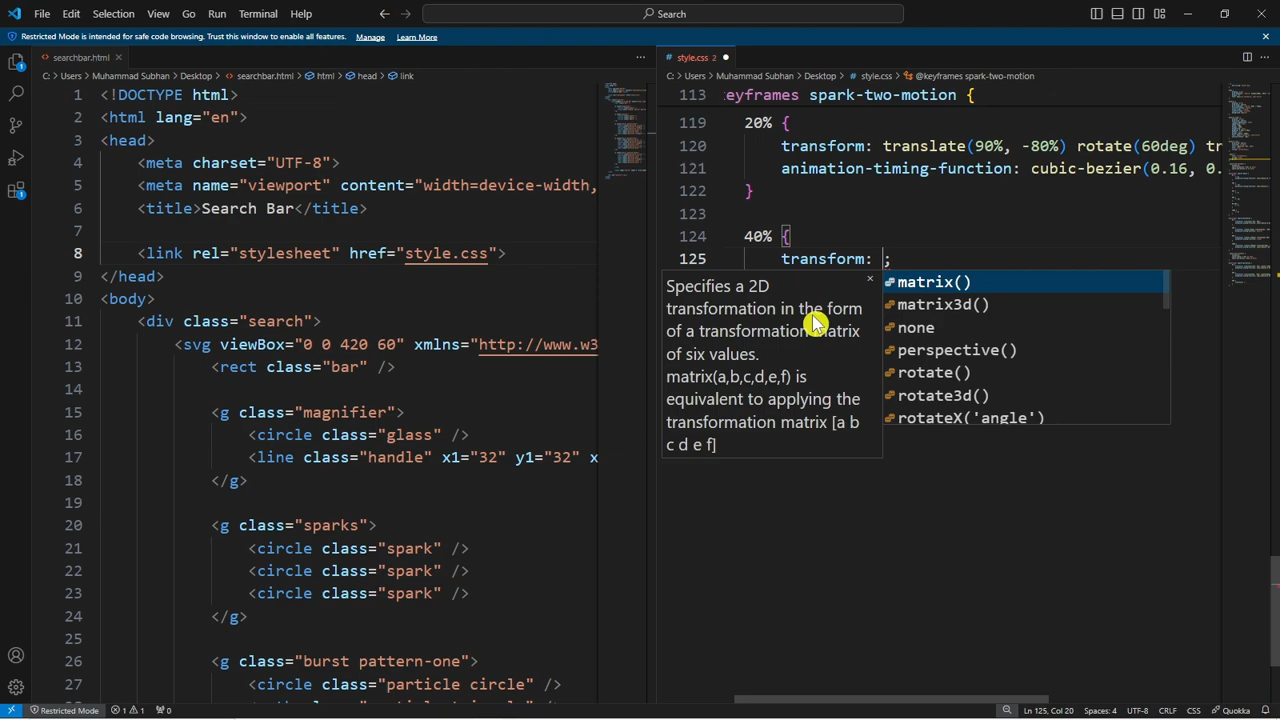 File Edit Selection View Go Run Terminal Help
Search
Restricted Mode is intended for safe code browsing. Trust this window to enable all features. Manage Learn More
searchbar.html
style.css 2
C: > Users > Muhammad Subhan > Desktop > searchbar.html > html > head > link
C: > Users > Muhammad Subhan > Desktop > style.css > @keyframes spark-two-motion
1 <!DOCTYPE html>
2 <html lang="en">
3 <head>
4 <meta charset="UTF-8">
5 <meta name="viewport" content="width=device-width,
6 <title>Search Bar</title>
7
8 <link rel="stylesheet" href="style.css">
9 </head>
10 <body>
11 <div class="search">
12 <svg viewBox="0 0 420 60" xmlns="http://www.w3
13 <rect class="bar" />
14
15 <g class="magnifier">
16 <circle class="glass" />
17 <line class="handle" x1="32" y1="32" x
18 </g>
19
20 <g class="sparks">
21 <circle class="spark" />
22 <circle class="spark" />
23 <circle class="spark" />
24 </g>
25
26 <g class="burst pattern-one">
27 <circle class="particle circle" />
113 eyframes spark-two-motion {
119 20% {
120 transform: translate(90%, -80%) rotate(60deg) tr
121 animation-timing-function: cubic-bezier(0.16, 0.
122 }
123
124 40% {
125 transform: ;
Specifies a 2D
transformation in the form
of a transformation matrix
of six values.
matrix(a,b,c,d,e,f) is
equivalent to applying the
transformation matrix [a b
c d e f]
matrix()
matrix3d()
none
perspective()
rotate()
rotate3d()
rotateX('angle')
Restricted Mode 1 1 0
Ln 125, Col 20 Spaces: 4 UTF-8 CRLF CSS Quokka